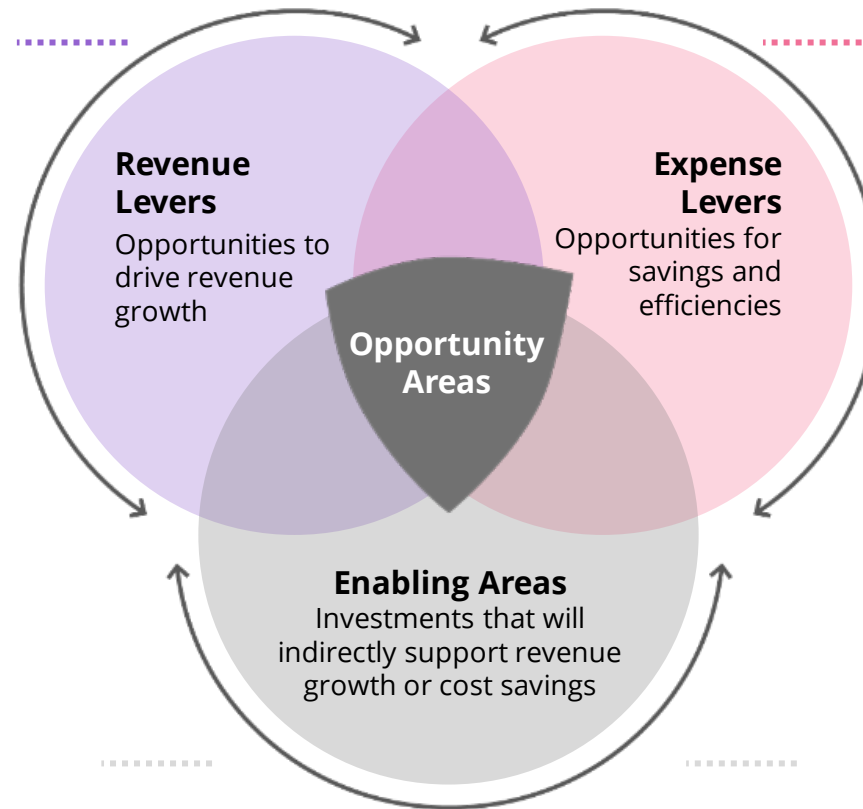 Revenue
Levers
Opportunities to
drive revenue
growth
Expense
Levers
Opportunities for
savings and
efficiencies
Opportunity
Areas
Enabling Areas
Investments that will
indirectly support revenue
growth or cost savings